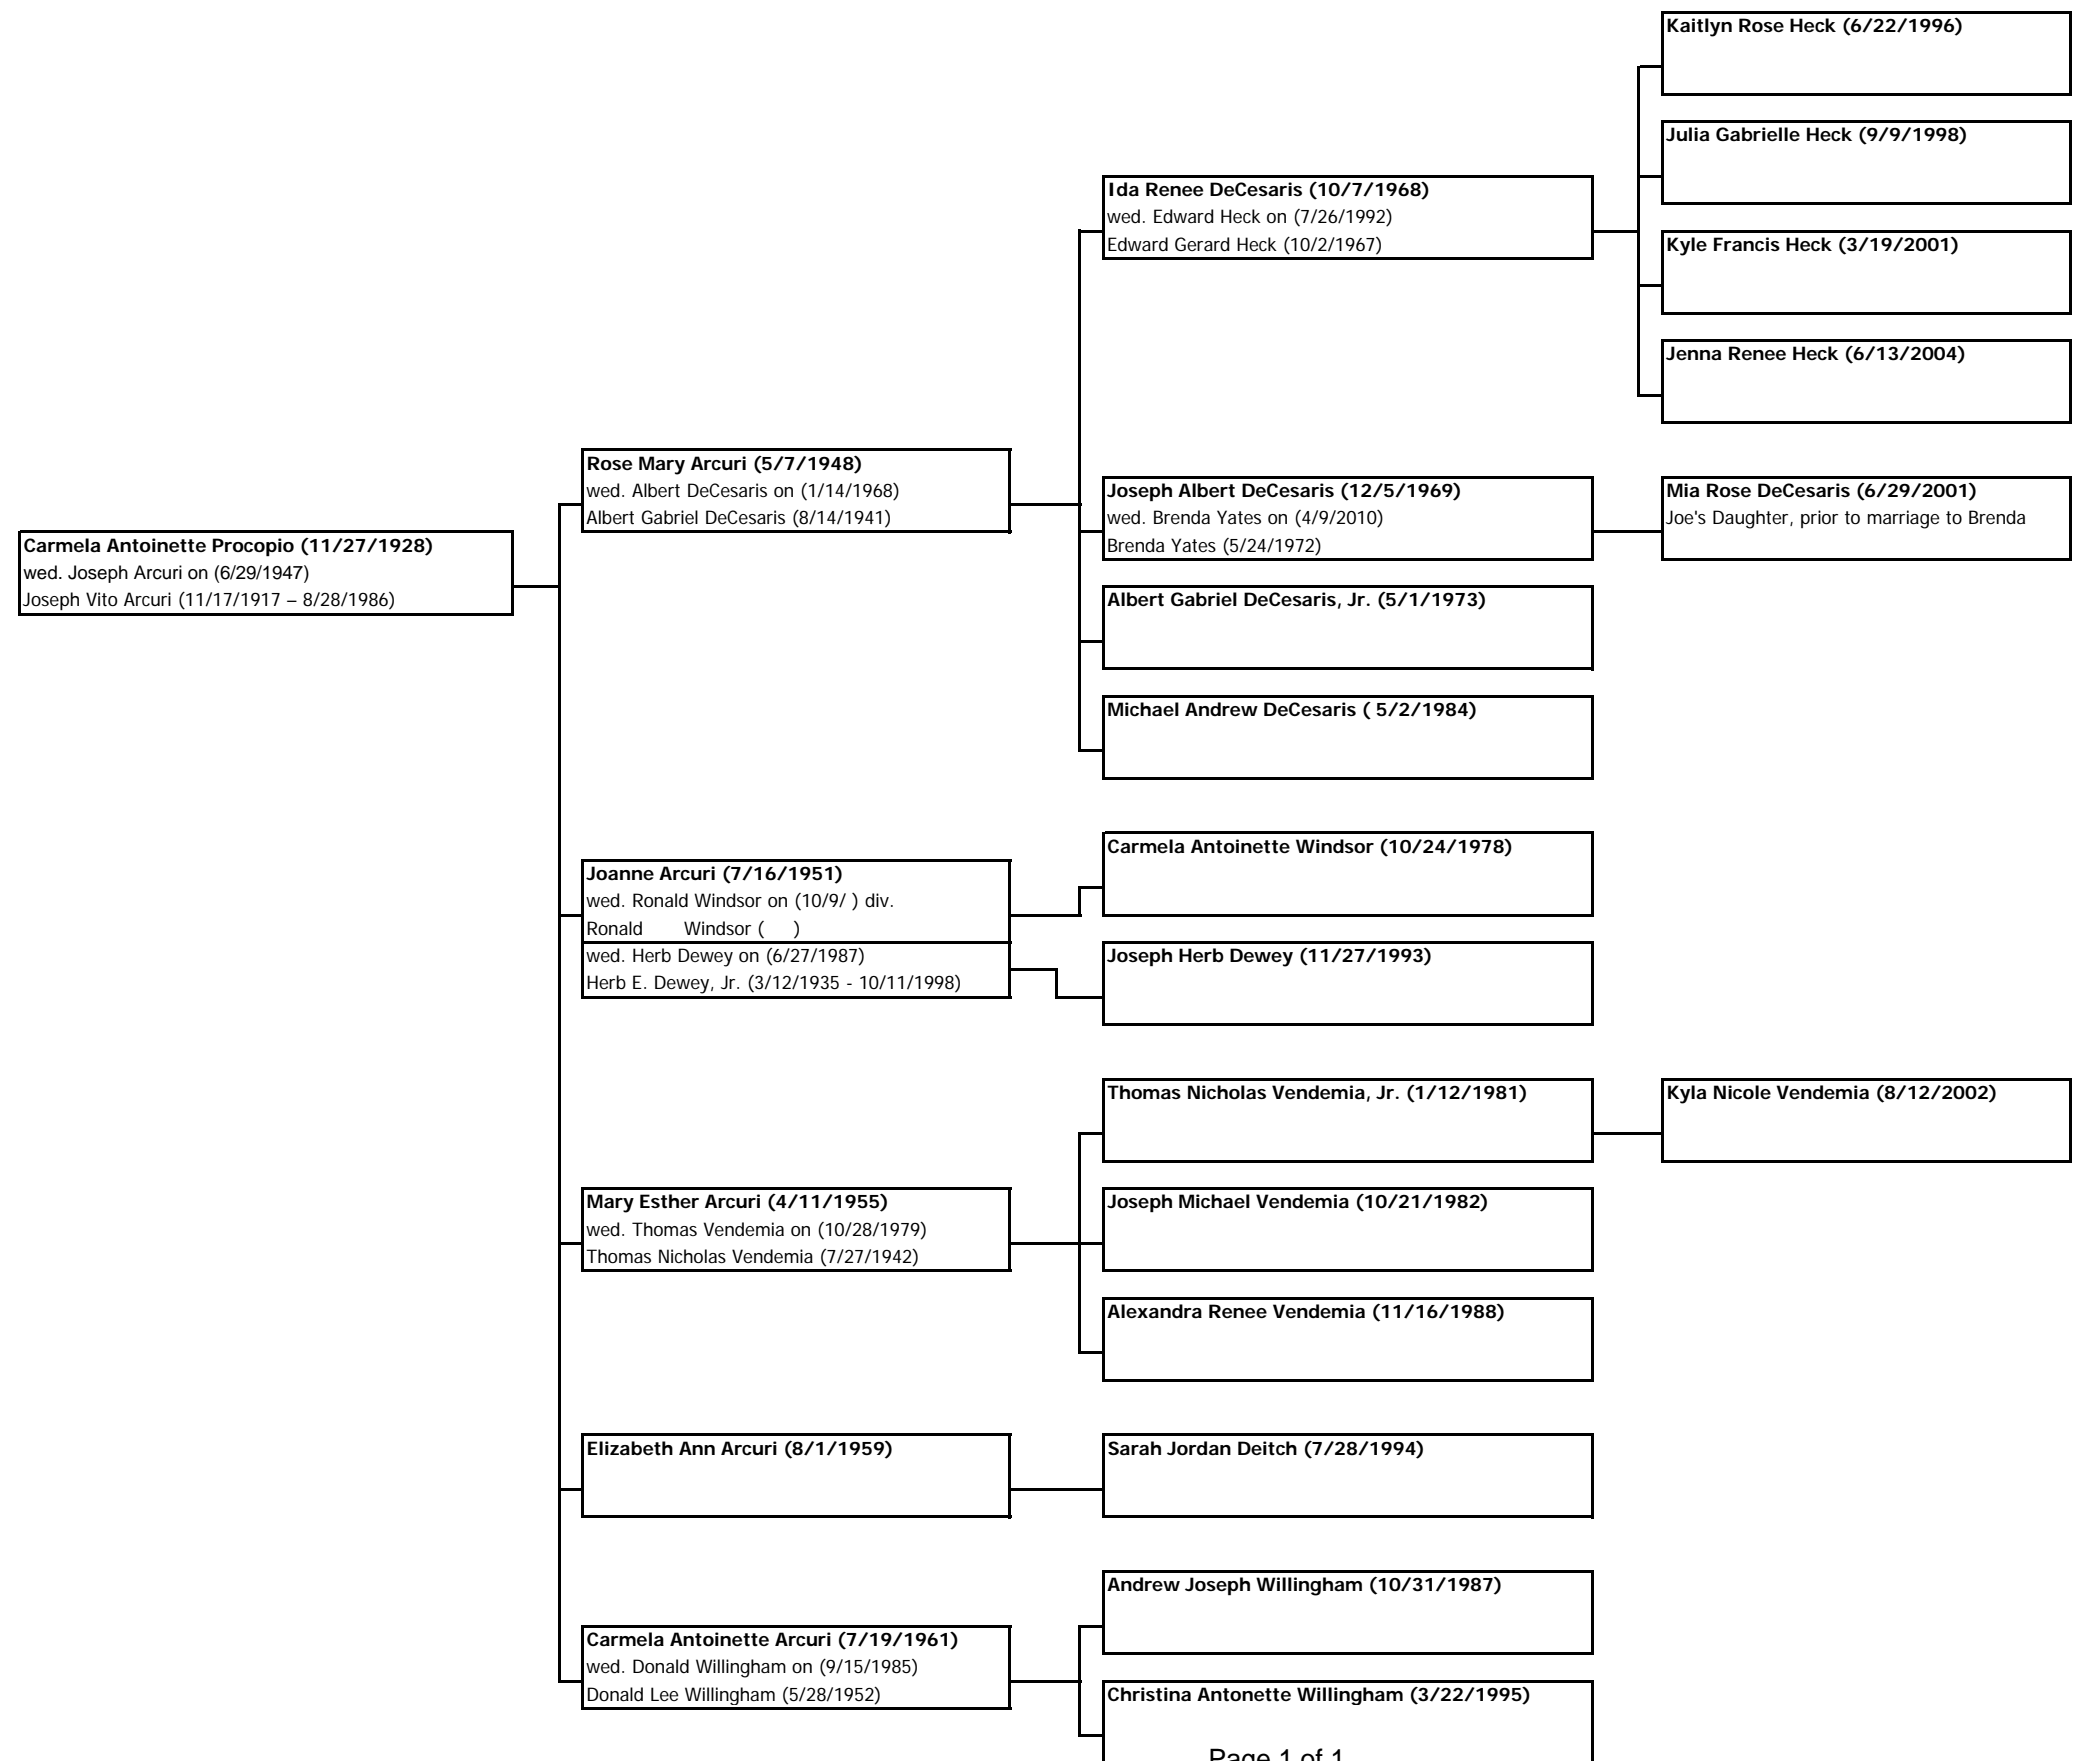 Kaitlyn Rose Heck (6/22/1996)
Julia Gabrielle Heck (9/9/1998)
Ida Renee DeCesaris (10/7/1968)
wed. Edward Heck on (7/26/1992)
Edward Gerard Heck (10/2/1967)
Kyle Francis Heck (3/19/2001)
Jenna Renee Heck (6/13/2004)
Rose Mary Arcuri (5/7/1948)
wed. Albert DeCesaris on (1/14/1968)
Albert Gabriel DeCesaris (8/14/1941)
Joseph Albert DeCesaris (12/5/1969)
wed. Brenda Yates on (4/9/2010)
Brenda Yates (5/24/1972)
Mia Rose DeCesaris (6/29/2001)
Joe's Daughter, prior to marriage to Brenda
Carmela Antoinette Procopio (11/27/1928)
wed. Joseph Arcuri on (6/29/1947)
Joseph Vito Arcuri (11/17/1917 – 8/28/1986)
Albert Gabriel DeCesaris, Jr. (5/1/1973)
Michael Andrew DeCesaris ( 5/2/1984)
Carmela Antoinette Windsor (10/24/1978)
Joanne Arcuri (7/16/1951)
wed. Ronald Windsor on (10/9/ ) div.
Ronald Windsor ( )
wed. Herb Dewey on (6/27/1987)
Herb E. Dewey, Jr. (3/12/1935 - 10/11/1998)
Joseph Herb Dewey (11/27/1993)
Thomas Nicholas Vendemia, Jr. (1/12/1981)
Kyla Nicole Vendemia (8/12/2002)
Mary Esther Arcuri (4/11/1955)
wed. Thomas Vendemia on (10/28/1979)
Thomas Nicholas Vendemia (7/27/1942)
Joseph Michael Vendemia (10/21/1982)
Alexandra Renee Vendemia (11/16/1988)
Elizabeth Ann Arcuri (8/1/1959)
Sarah Jordan Deitch (7/28/1994)
Andrew Joseph Willingham (10/31/1987)
Carmela Antoinette Arcuri (7/19/1961)
wed. Donald Willingham on (9/15/1985)
Donald Lee Willingham (5/28/1952)
Christina Antonette Willingham (3/22/1995)
Page 1 of 1